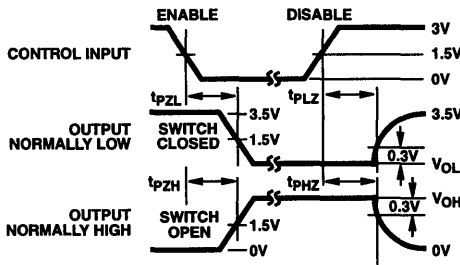 ENABLE DISABLE
CONTROL INPUT
3V
1.5V
0V
tPZL tPLZ
3.5V 3.5V
OUTPUT
NORMALLY LOW
SWITCH
CLOSED
1.5V
0.3V
VOL
tPZH tPHZ
VOH
0.3V
OUTPUT
NORMALLY HIGH
SWITCH
OPEN
1.5V
0V 0V